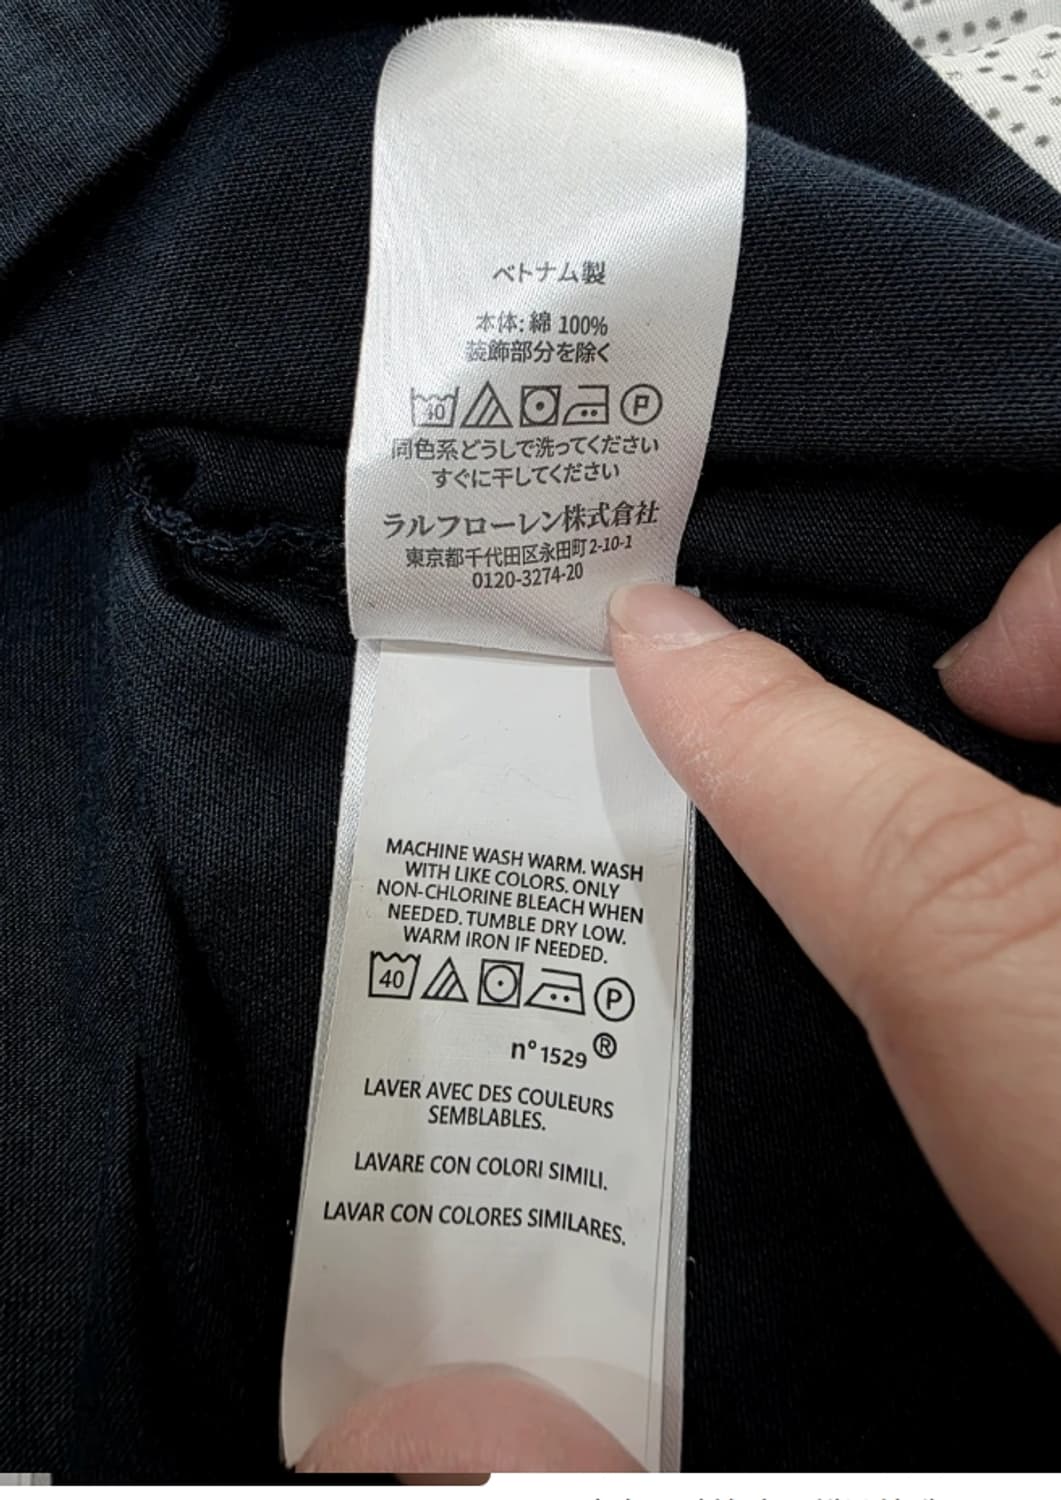 ベトナム製
本体: 綿 100%
装飾部分を除く
40 P
同色系どうしで洗ってください
すぐに干してください
ラルフローレン株式倉社
東京都千代田区永田町2-10-1
0120-3274-20
MACHINE WASH WARM. WASH
WITH LIKE COLORS. ONLY
NON-CHLORINE BLEACH WHEN
NEEDED. TUMBLE DRY LOW.
WARM IRON IF NEEDED.
40 P
n°1529 ®
LAVER AVEC DES COULEURS
SEMBLABLES.
LAVARE CON COLORI SIMILI.
LAVAR CON COLORES SIMILARES.